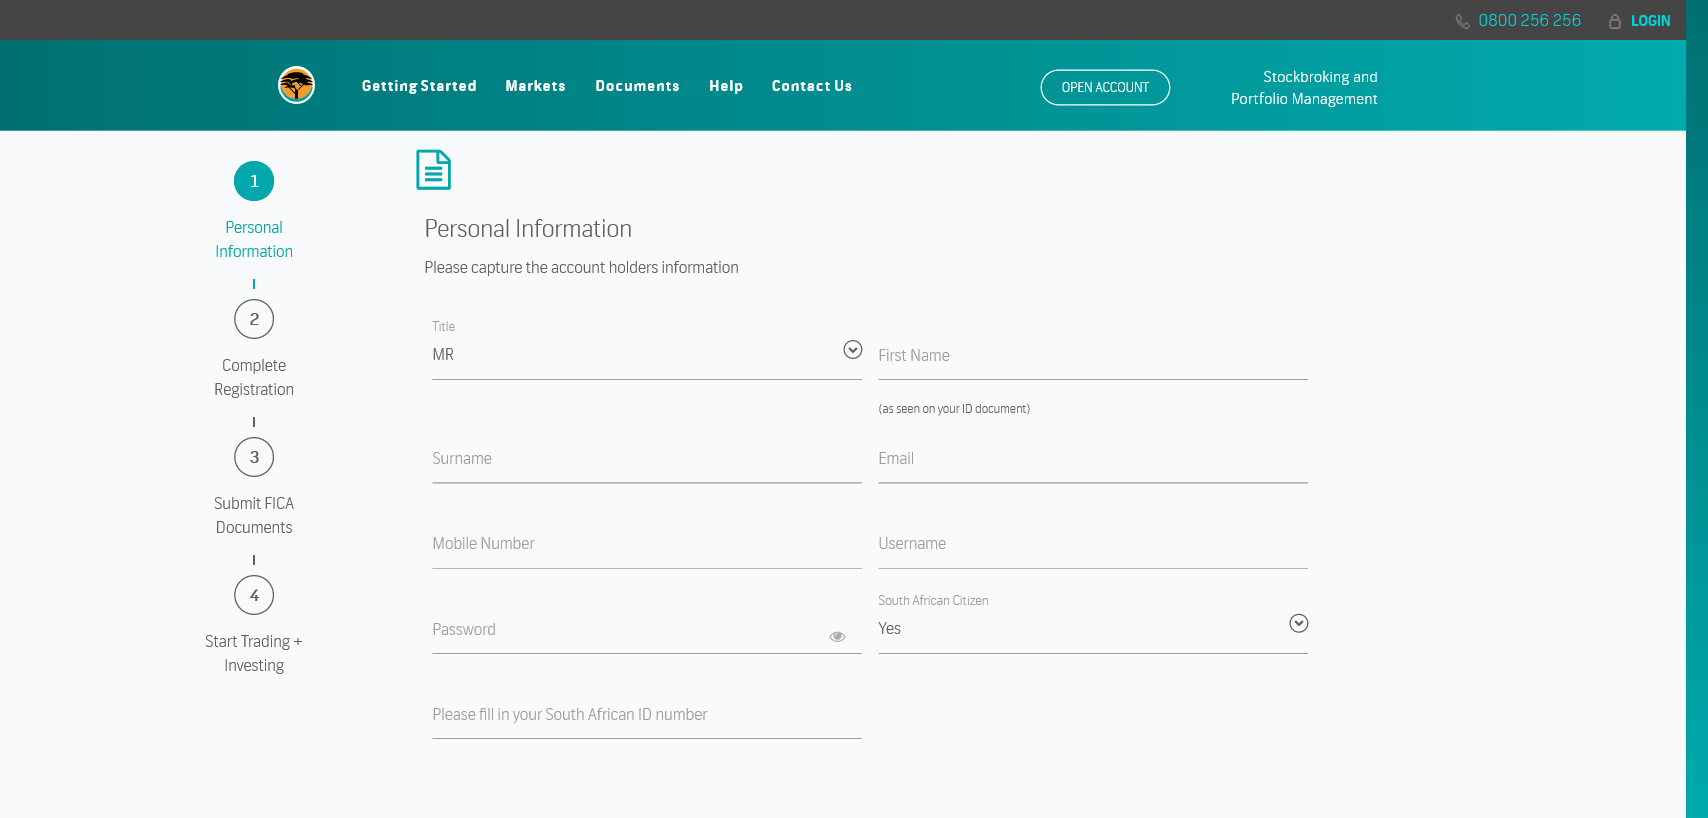 0800 256 256
LOGIN
Getting Started
Markets
Documents
Help
Contact Us
OPEN ACCOUNT
Stockbroking and
Portfolio Management
1
Personal
Information
2
Complete
Registration
3
Submit FICA
Documents
4
Start Trading +
Investing
Personal Information
Please capture the account holders information
Title
MR
First Name
(as seen on your ID document)
Surname
Email
Mobile Number
Username
Password
South African Citizen
Yes
Please fill in your South African ID number